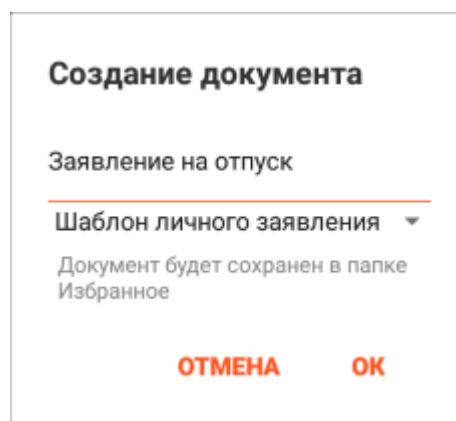 Создание документа
Заявление на отпуск
Шаблон личного заявления
Документ будет сохранен в папке
Избранное
ОТМЕНА ОК